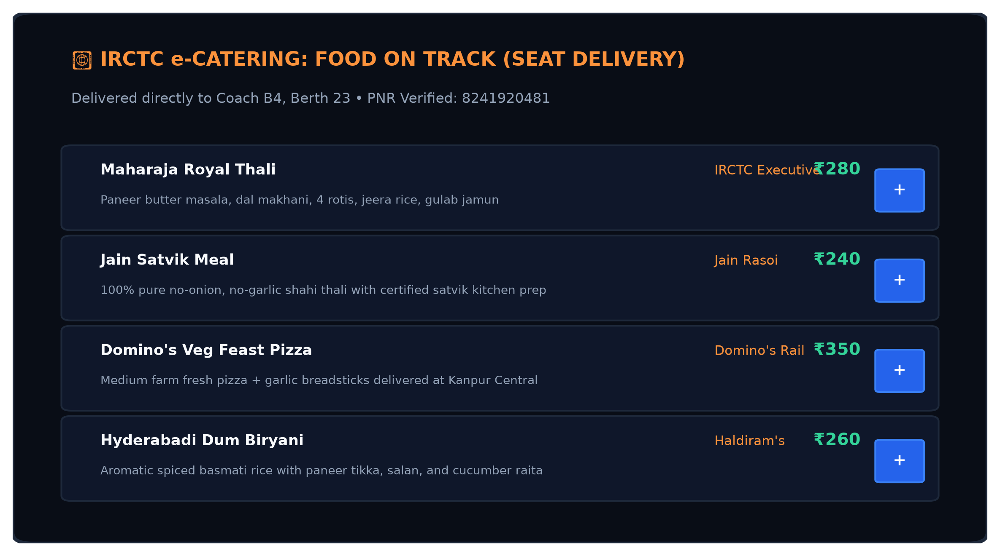 IRCTC e-CATERING: FOOD ON TRACK (SEAT DELIVERY)
Delivered directly to Coach B4, Berth 23 • PNR Verified: 8241920481
Maharaja Royal Thali IRCTC Executive ₹280
+
Paneer butter masala, dal makhani, 4 rotis, jeera rice, gulab jamun
Jain Satvik Meal Jain Rasoi ₹240
+
100% pure no-onion, no-garlic shahi thali with certified satvik kitchen prep
Domino's Veg Feast Pizza Domino's Rail ₹350
+
Medium farm fresh pizza + garlic breadsticks delivered at Kanpur Central
Hyderabadi Dum Biryani Haldiram's ₹260
+
Aromatic spiced basmati rice with paneer tikka, salan, and cucumber raita